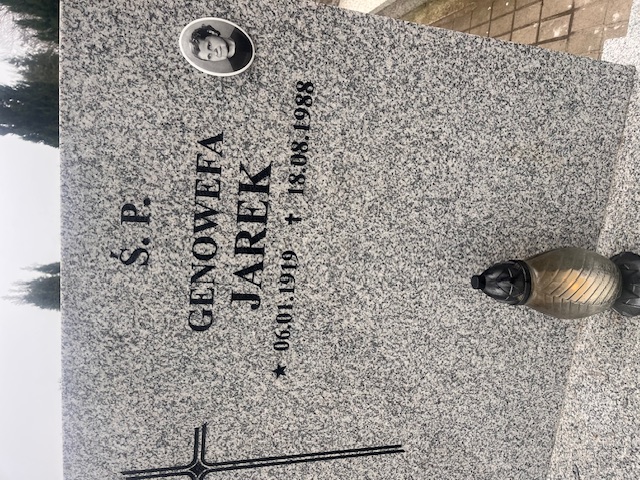 Ś. P.
GENOWEFA
JAREK
★ 06.01.1919 ✝ 18.08.1988